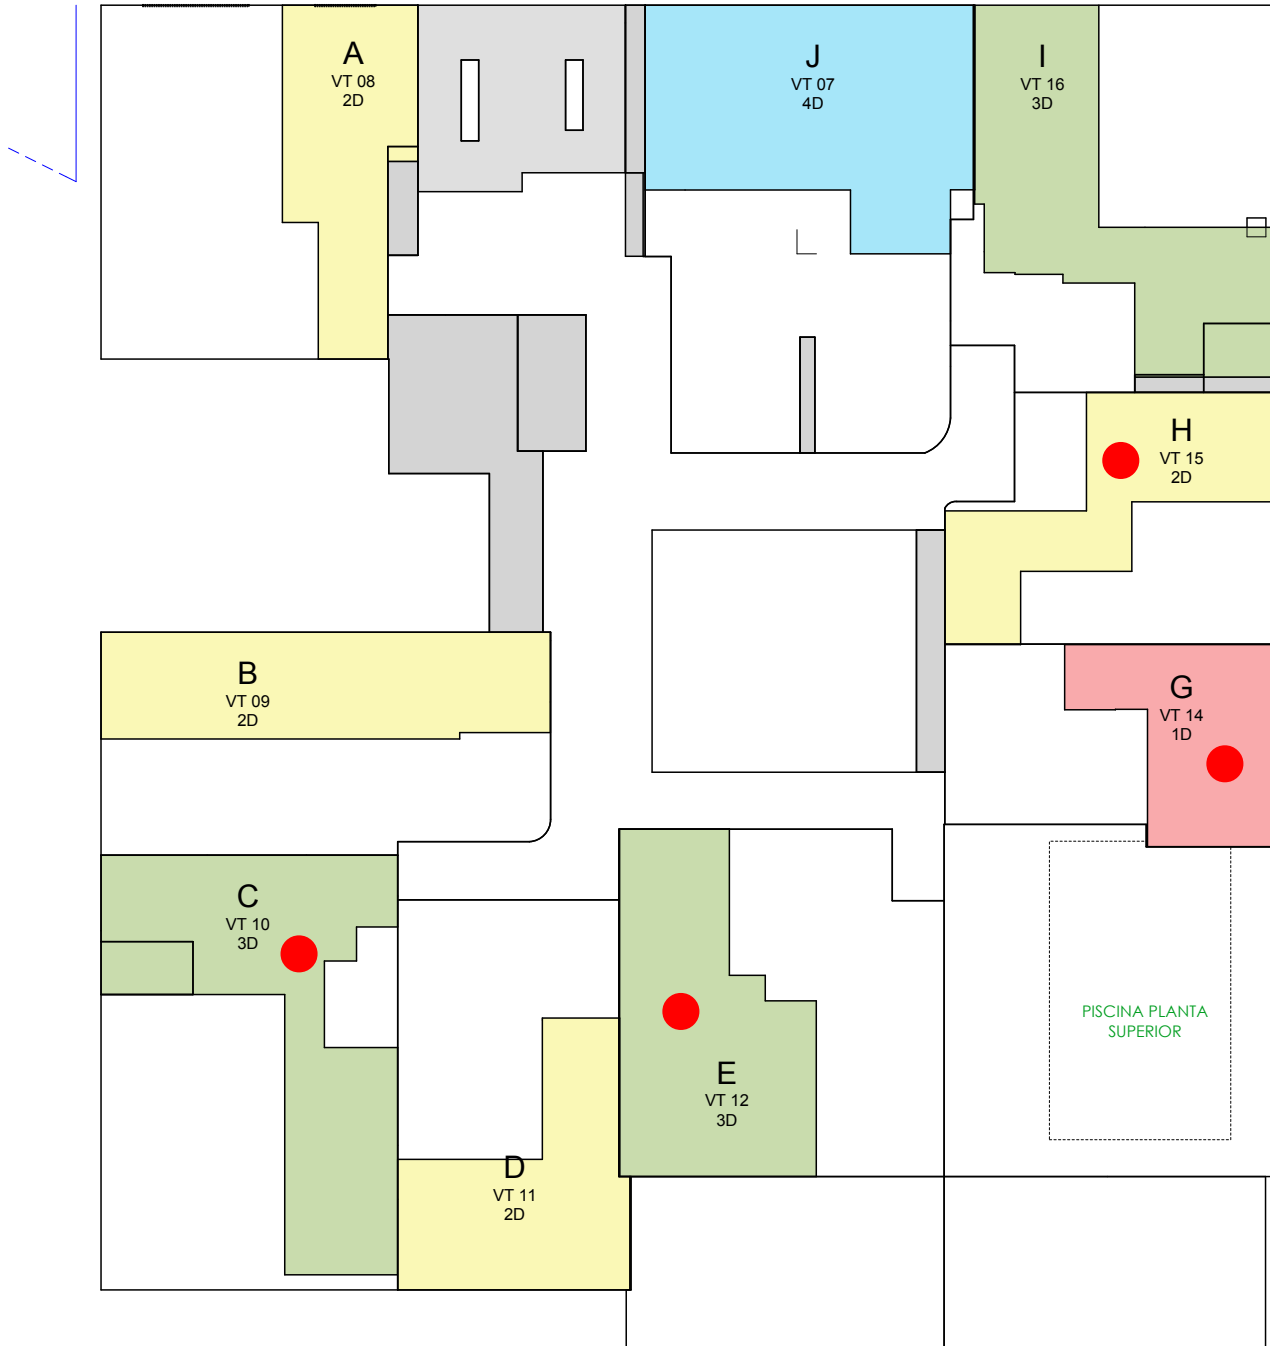 A
VT 08
2D
J
VT 07
4D
I
VT 16
3D
H
VT 15
2D
B
VT 09
2D
G
VT 14
1D
C
VT 10
3D
E
VT 12
3D
PISCINA PLANTA
SUPERIOR
D
VT 11
2D